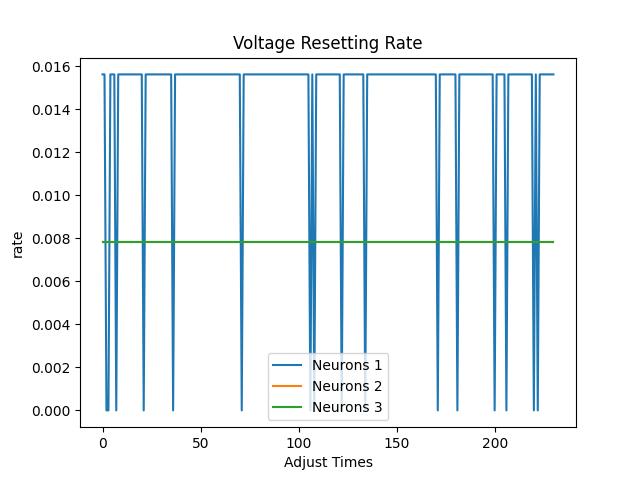 Voltage Resetting Rate
0.016
0.014
0.012
0.010
0.008
0.006
0.004
0.002
0.000
rate
Neurons 1
Neurons 2
Neurons 3
0 50 100 150 200
Adjust Times